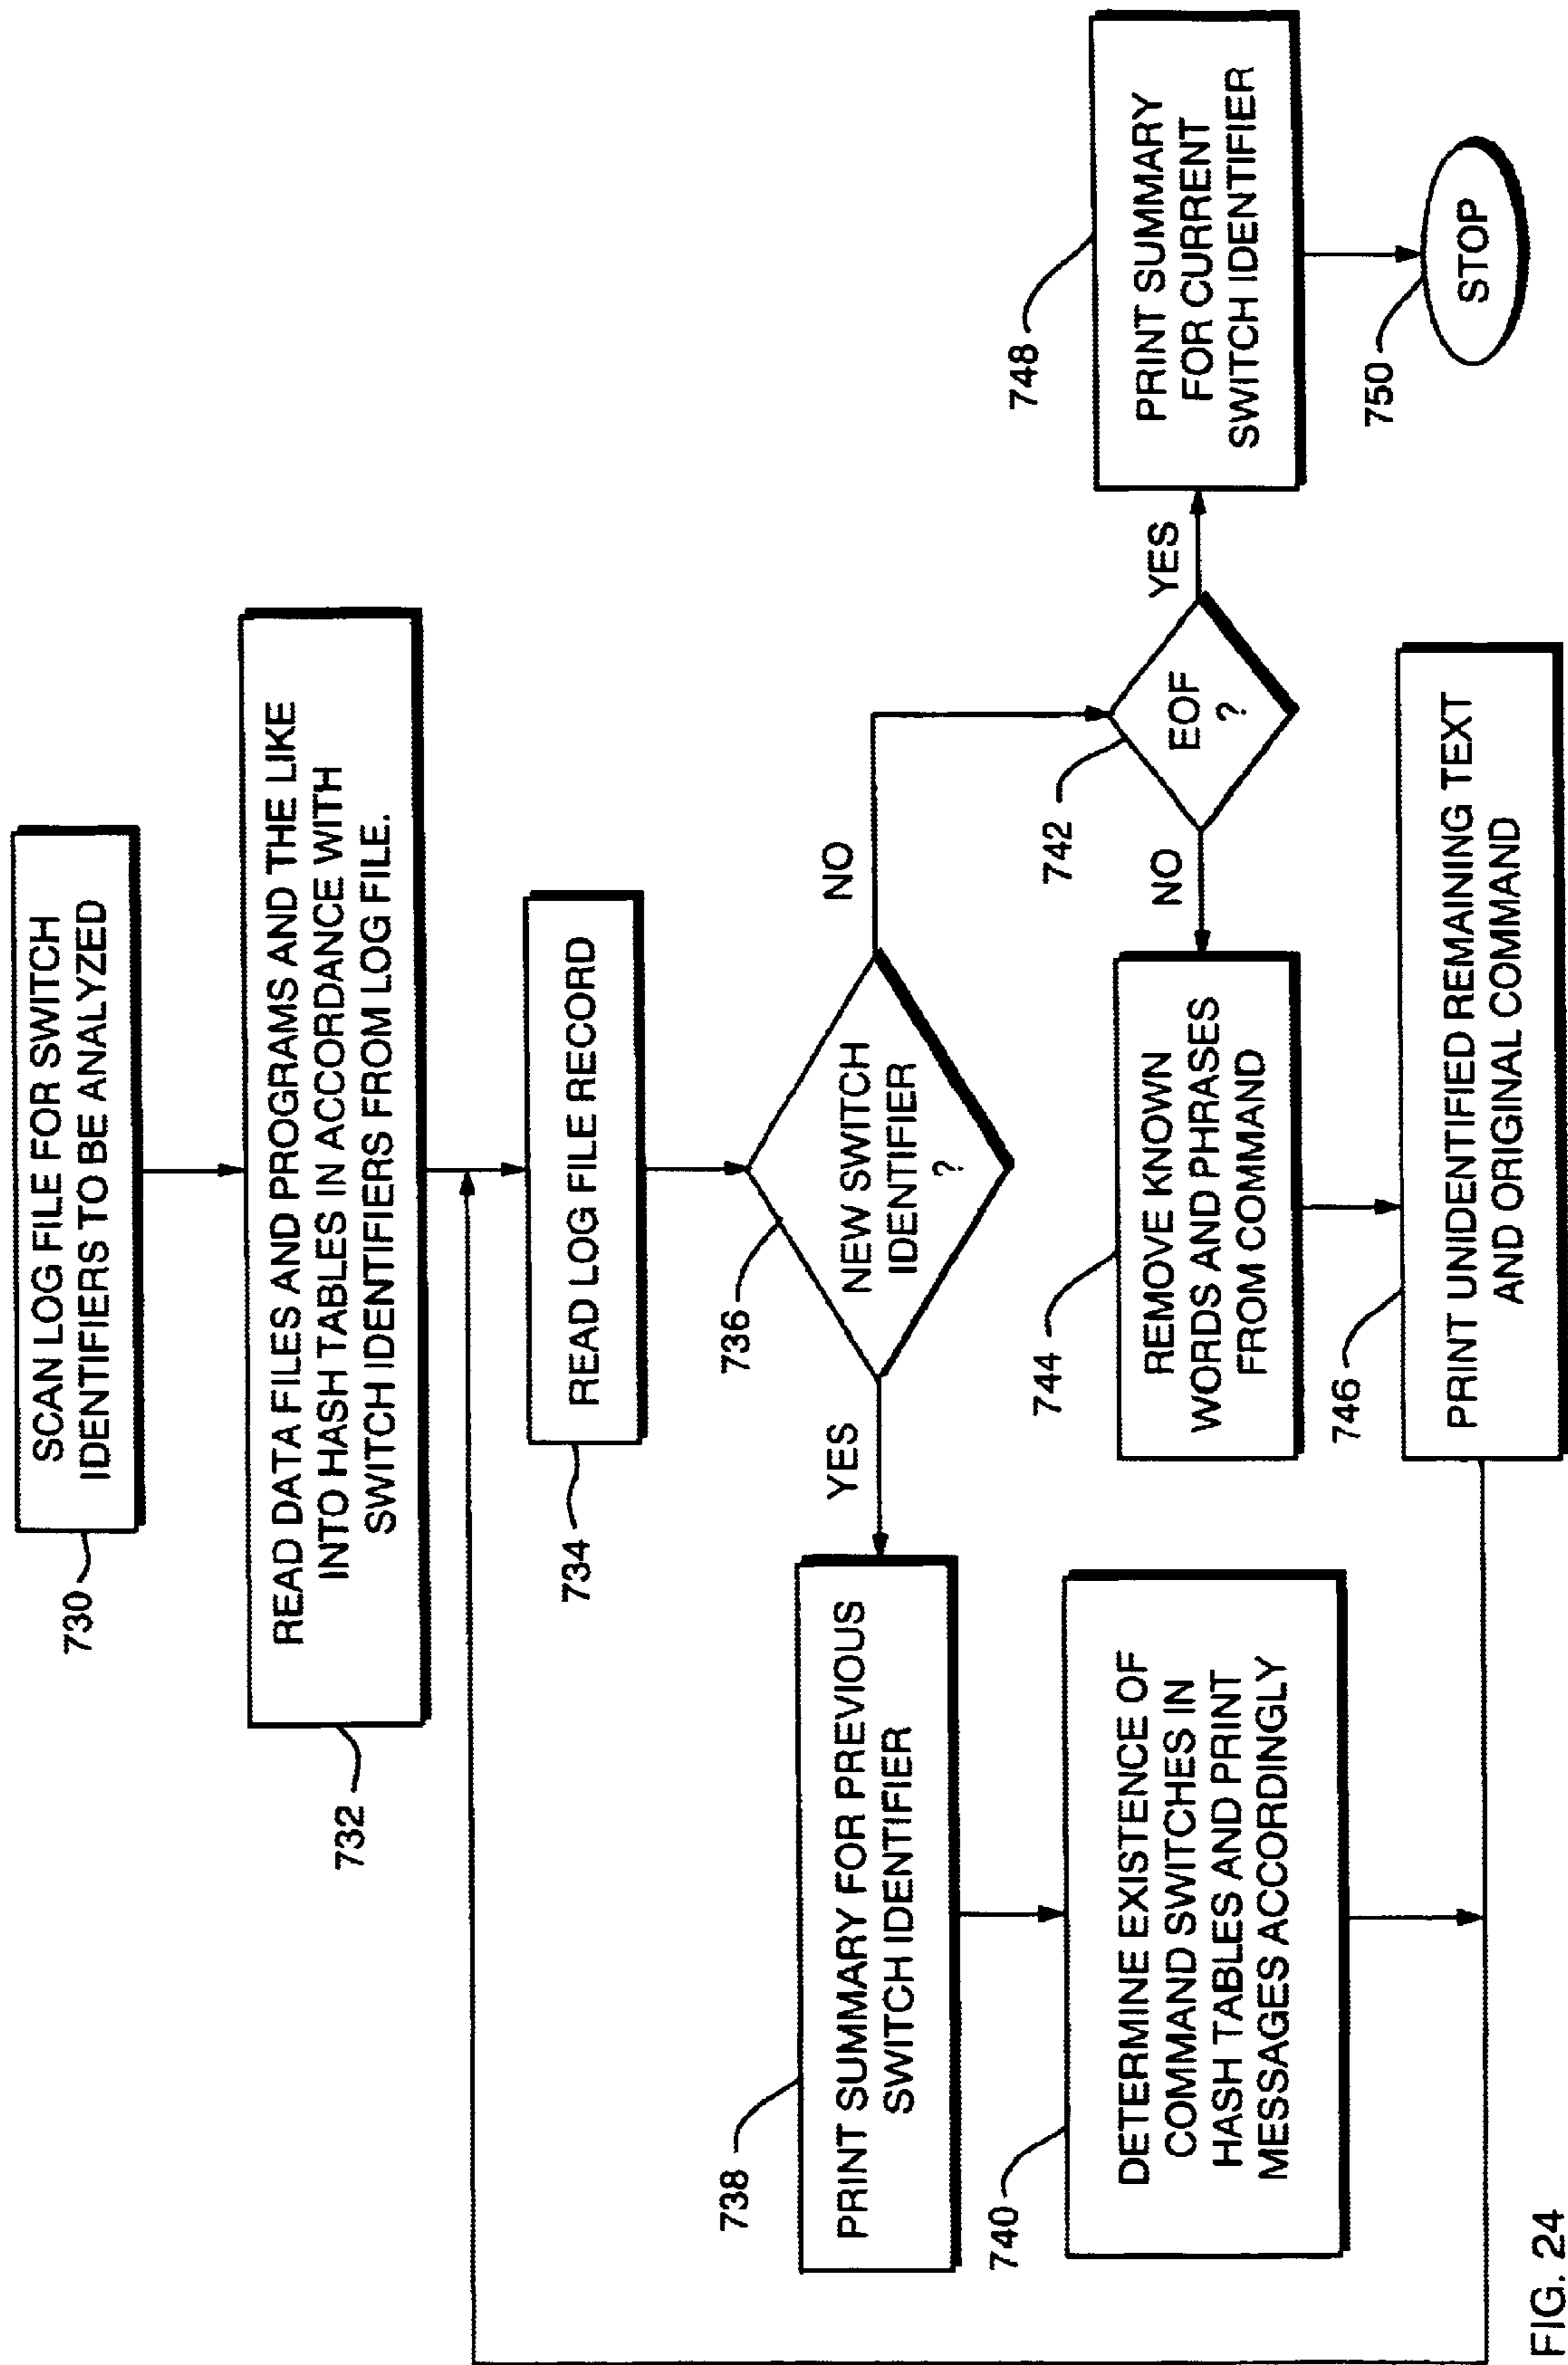 730
SCAN LOG FILE FOR SWITCH
IDENTIFIERS TO BE ANALYZED
732
READ DATA FILES AND PROGRAMS AND THE LIKE
INTO HASH TABLES IN ACCORDANCE WITH
SWITCH IDENTIFIERS FROM LOG FILE.
734
READ LOG FILE RECORD
736
NEW SWITCH
IDENTIFIER
?
YES
NO
738
PRINT SUMMARY FOR PREVIOUS
SWITCH IDENTIFIER
740
DETERMINE EXISTENCE OF
COMMAND SWITCHES IN
HASH TABLES AND PRINT
MESSAGES ACCORDINGLY
742
EOF
?
NO
YES
744
REMOVE KNOWN
WORDS AND PHRASES
FROM COMMAND
746
PRINT UNIDENTIFIED REMAINING TEXT
AND ORIGINAL COMMAND
748
PRINT SUMMARY
FOR CURRENT
SWITCH IDENTIFIER
750
STOP
FIG. 24